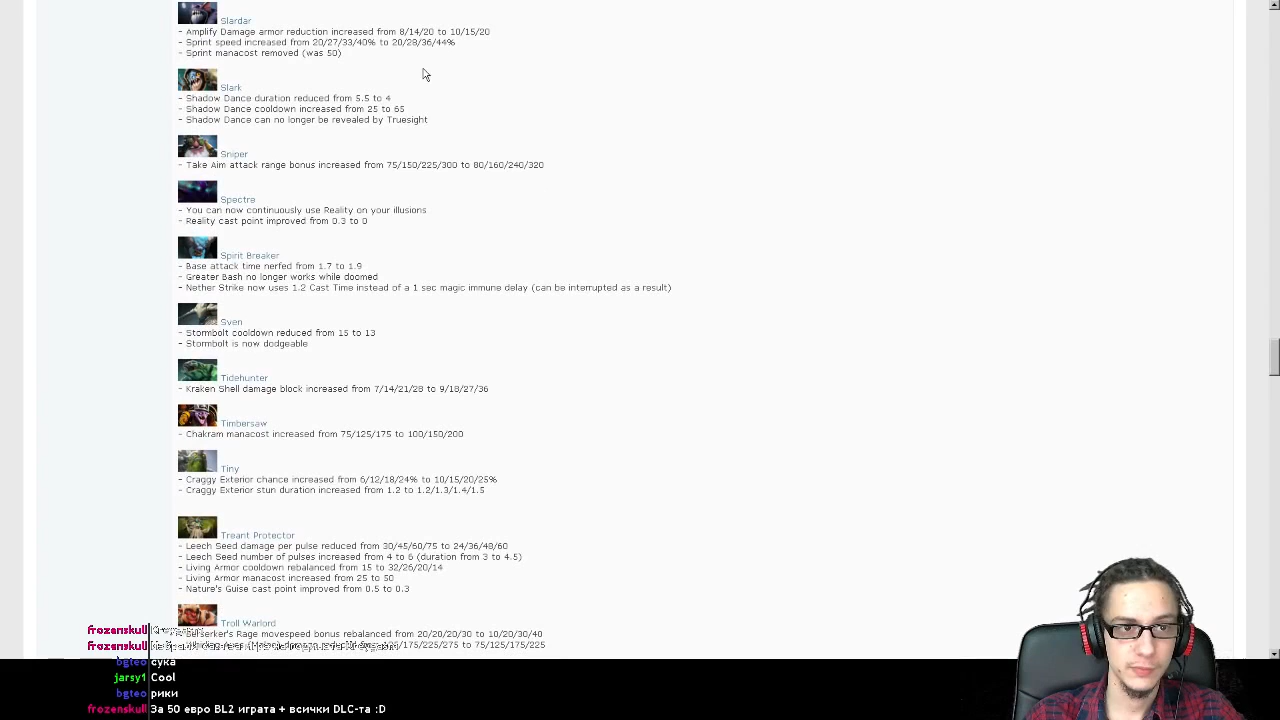 Slardar
- Amplify Damage armor reduction increased from 8/14/20 to 10/15/20
- Sprint speed increased from 20/27/33/40% to 20/28/36/44%
- Sprint manacost removed (was 50)
Slark
- Shadow Dance duration reduced from 5.5 to 4
- Shadow Dance cooldown increased from 25 to 65
- Shadow Dance can no longer be revealed by Truesight
Sniper
- Take Aim attack range bonus increased from 75/150/225/300 to 80/160/240/320
Spectre
- You can now continuously use Reality on your illusions
- Reality cast point improved from 0.3 to 0
Spirit Breaker
- Base attack time nerfed from 1.7 to 1.9
- Greater Bash no longer works while doomed
- Nether Strike now uses 1.2 Cast Time instead of a 1 sec magic immune delay (can be interrupted as a result)
Sven
- Stormbolt cooldown reduced from 15 to 13
- Stormbolt is now dodgeable
Tidehunter
- Kraken Shell damage block increased from 7/14/21/28 to 9/18/27/36
Timbersaw
- Chakram manacost increased from 75/125/175 to 100/150/200
Tiny
- Craggy Exterior chance increased from 6/12/18/24% to 10/15/20/25%
- Craggy Exterior stun duration increased from 1.2 to 1.2/1.3/1.4/1.5
Treant Protector
- Leech Seed damage per pulse reduced from 30/45/60/75 to 24/36/48/60
- Leech Seed number of pulses increased from 4 to 6 (duration from 3 to 4.5)
- Living Armor cooldown rebalanced from 15 to 32/26/20/14
- Living Armor manacost increased from 25 to 50
- Nature's Guise cast point improved from 0.5 to 0.3
Troll Warlord
Berserker's Rage movespeed bonus rebalanced from 20/20/20/30 to 10/20/30/40
to 75/125/175/225
frozenskull
frozenskull
bgteo сука
jarsy1 Cool
bgteo рики
frozenskull За 50 евро BL2 играта + всички DLC-та :D